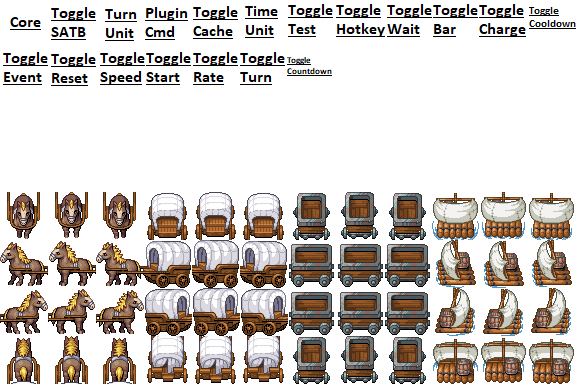 Core Toggle SATB Turn Unit Plugin Cmd Toggle Cache Time Unit Toggle Test Toggle Hotkey Toggle Wait Toggle Bar Toggle Charge Toggle Cooldown
Toggle Event Toggle Reset Toggle Speed Toggle Start Toggle Rate Toggle Turn Toggle Countdown